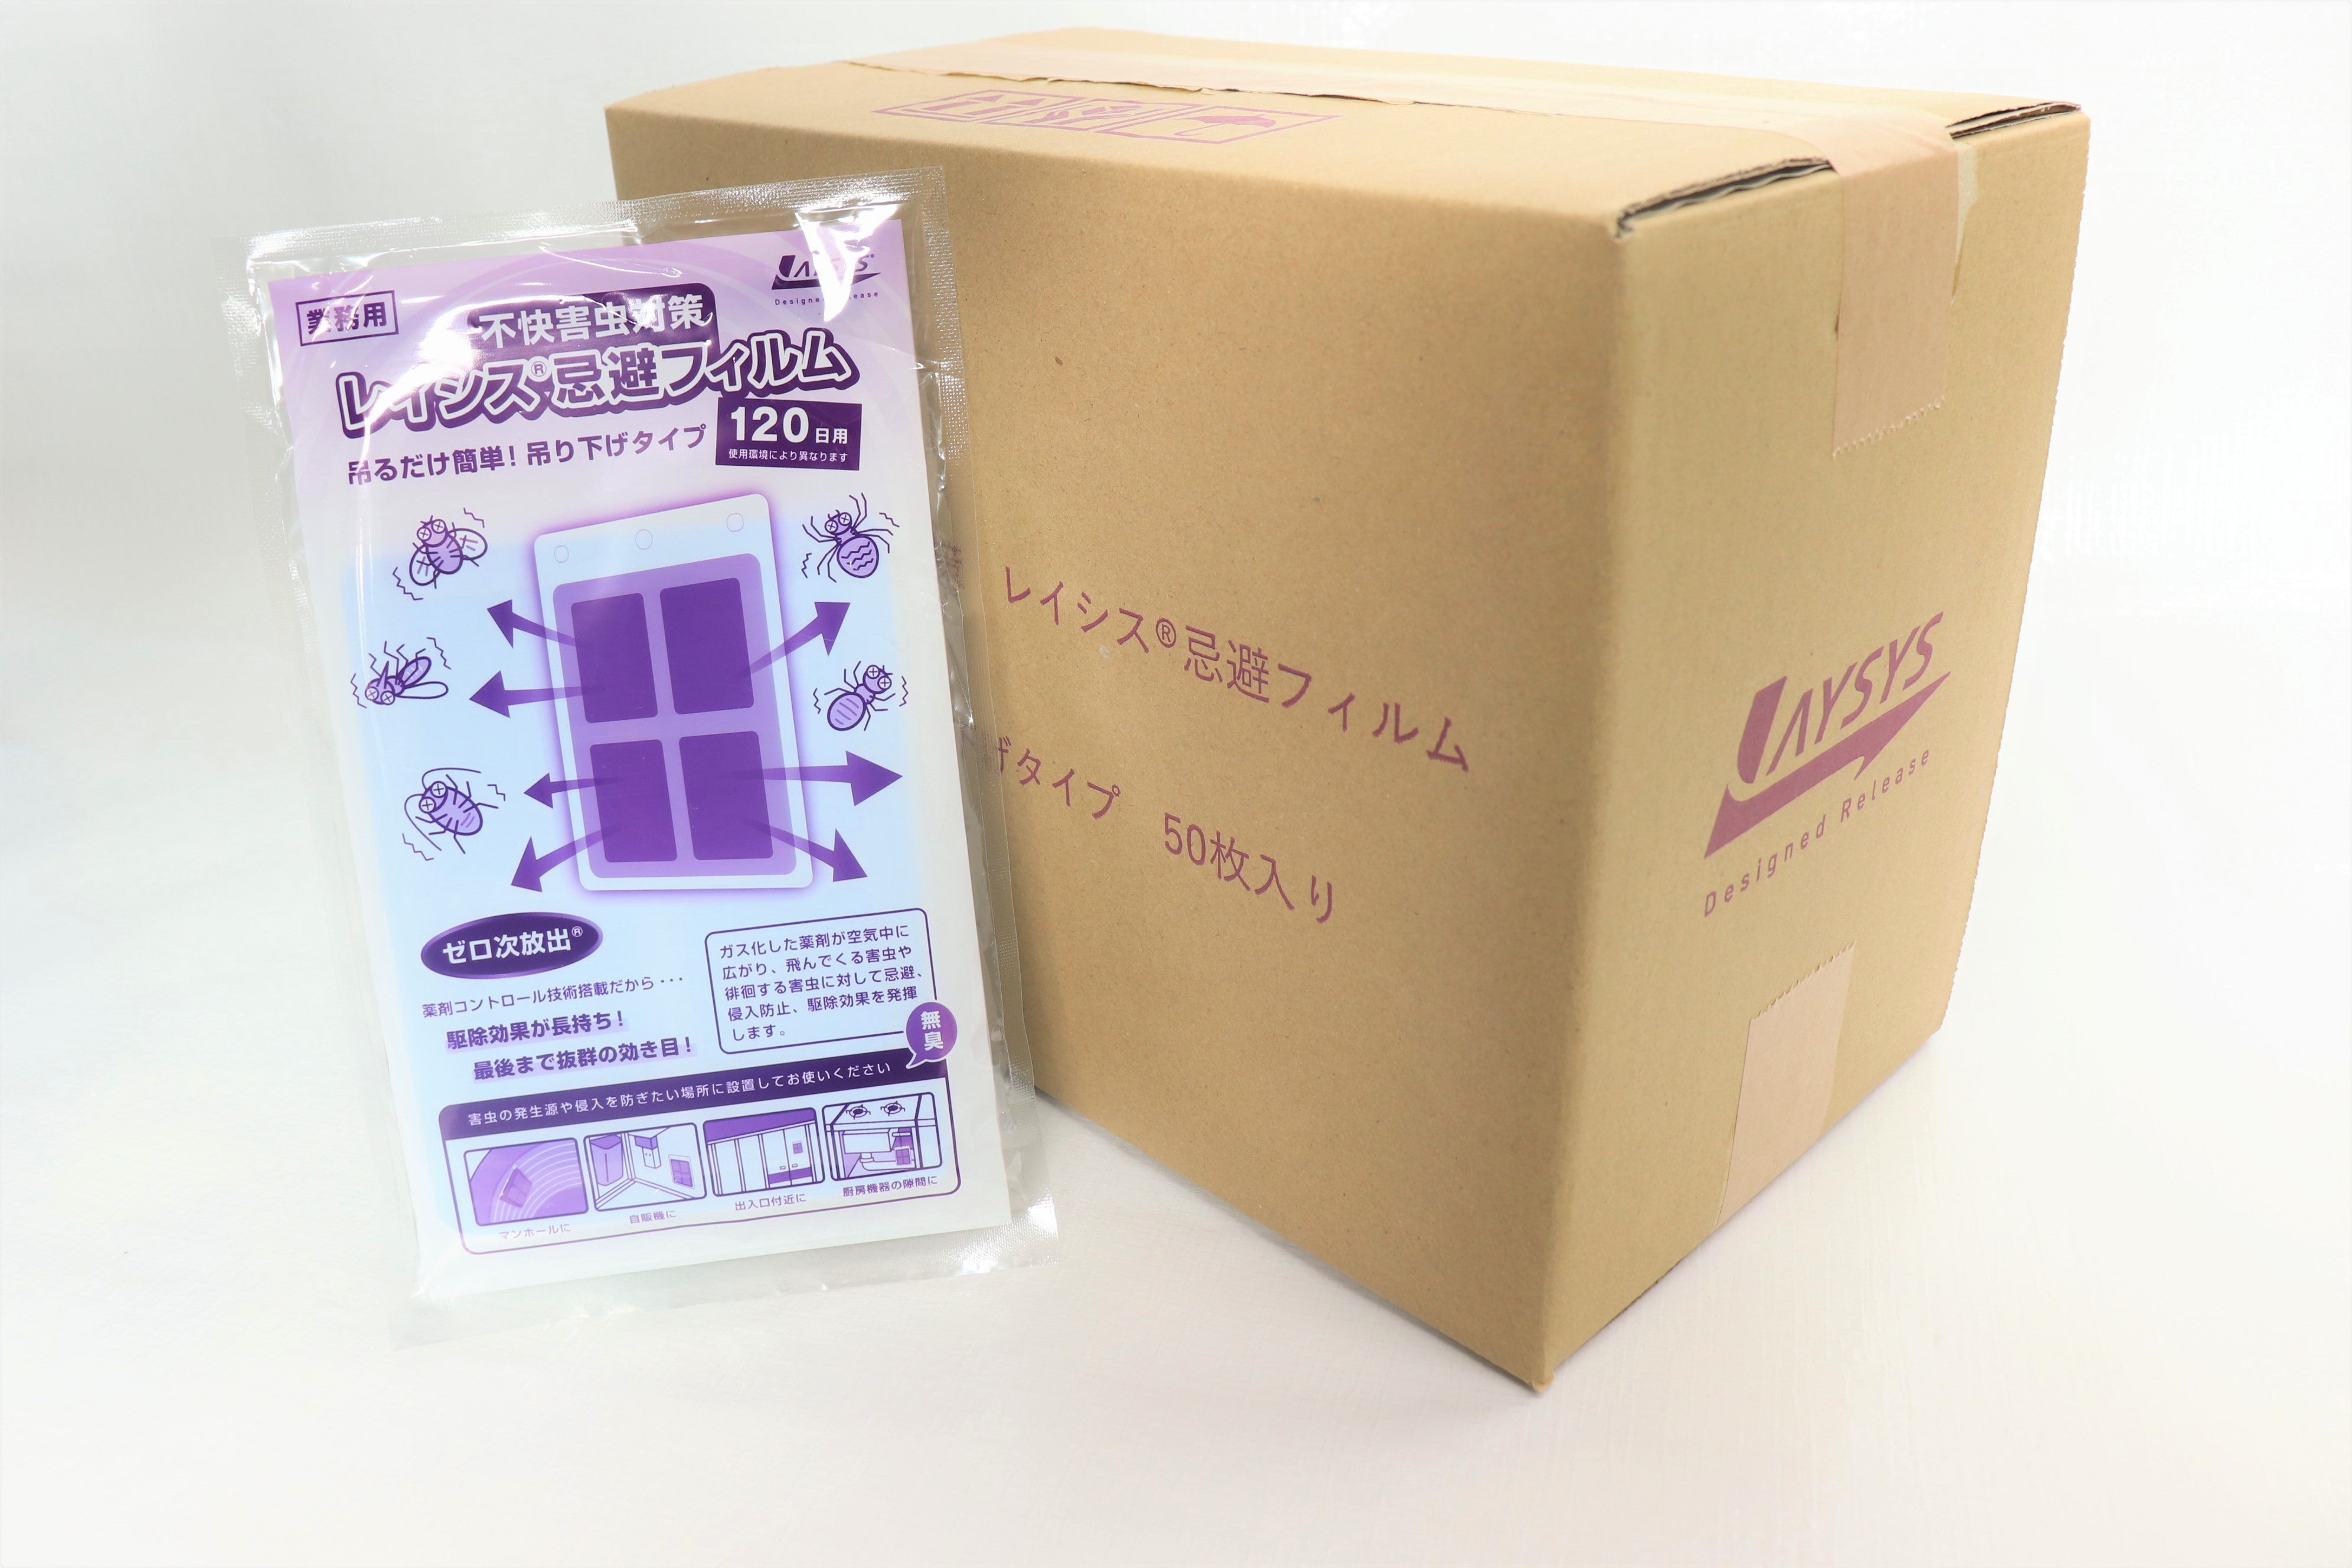 LAYSYS®
Designed Release
業務用
不快害虫対策
レイシス®忌避フィルム
吊るだけ簡単！吊り下げタイプ
120日用
使用環境により異なります
ゼロ次放出®
薬剤コントロール技術搭載だから・・・
駆除効果が長持ち！
最後まで抜群の効き目！
ガス化した薬剤が空気中に
広がり、飛んでくる害虫や
徘徊する害虫に対して忌避、
侵入防止、駆除効果を発揮
します。
無臭
害虫の発生源や侵入を防ぎたい場所に設置してお使いください
マンホールに
自販機に
出入口付近に
厨房機器の隙間に
レイシス®忌避フィルム
げタイプ 50枚入り
LAYSYS
Designed Release